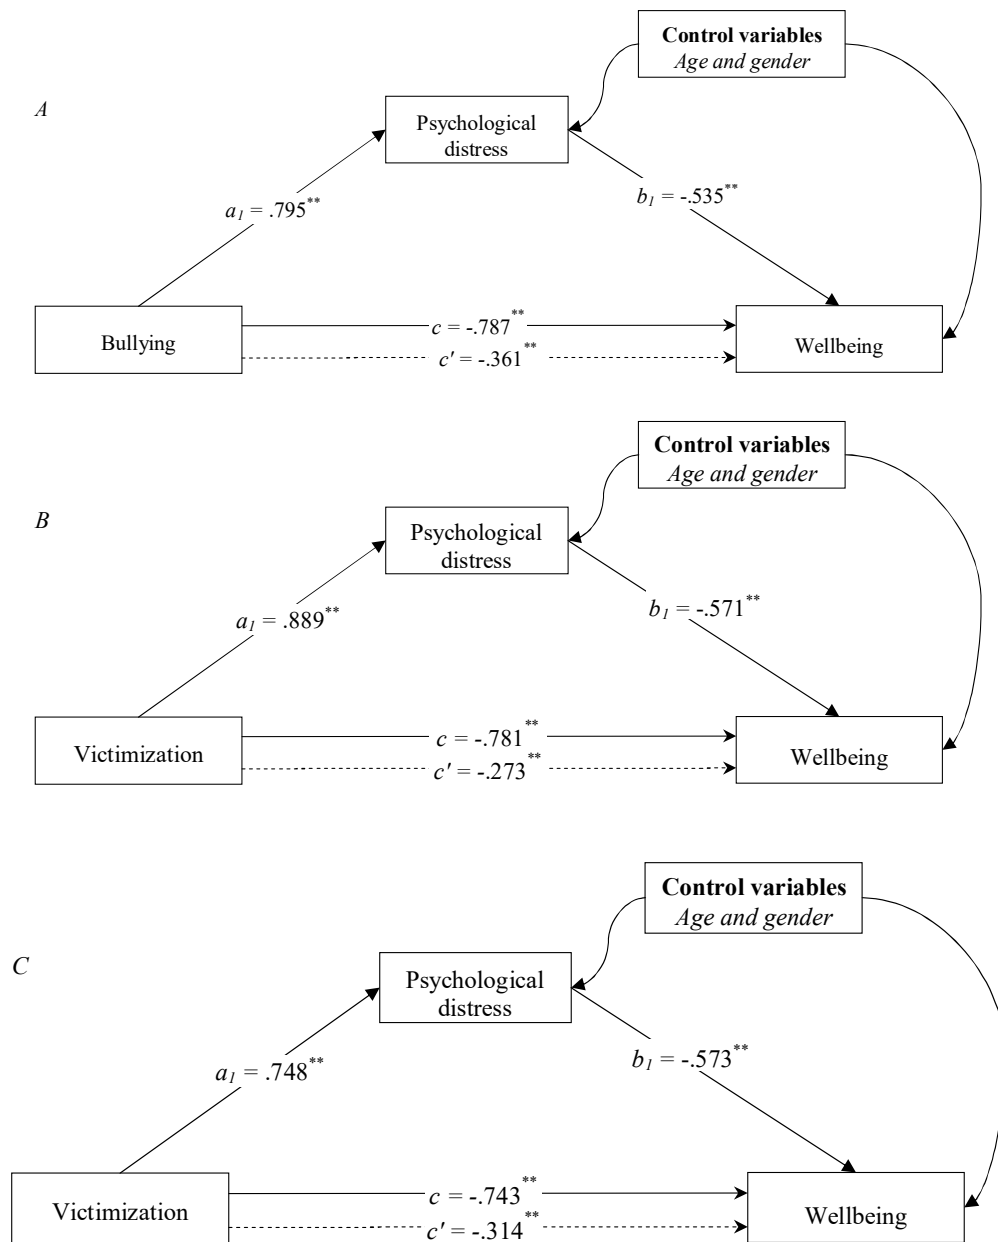 Control variables
Age and gender
A
Psychological
distress
a₁ = .795**
b₁ = -.535**
Bullying
c = -.787**
c' = -.361**
Wellbeing
Control variables
Age and gender
B
Psychological
distress
a₁ = .889**
b₁ = -.571**
Victimization
c = -.781**
c' = -.273**
Wellbeing
Control variables
Age and gender
C
Psychological
distress
a₁ = .748**
b₁ = -.573**
Victimization
c = -.743**
c' = -.314**
Wellbeing